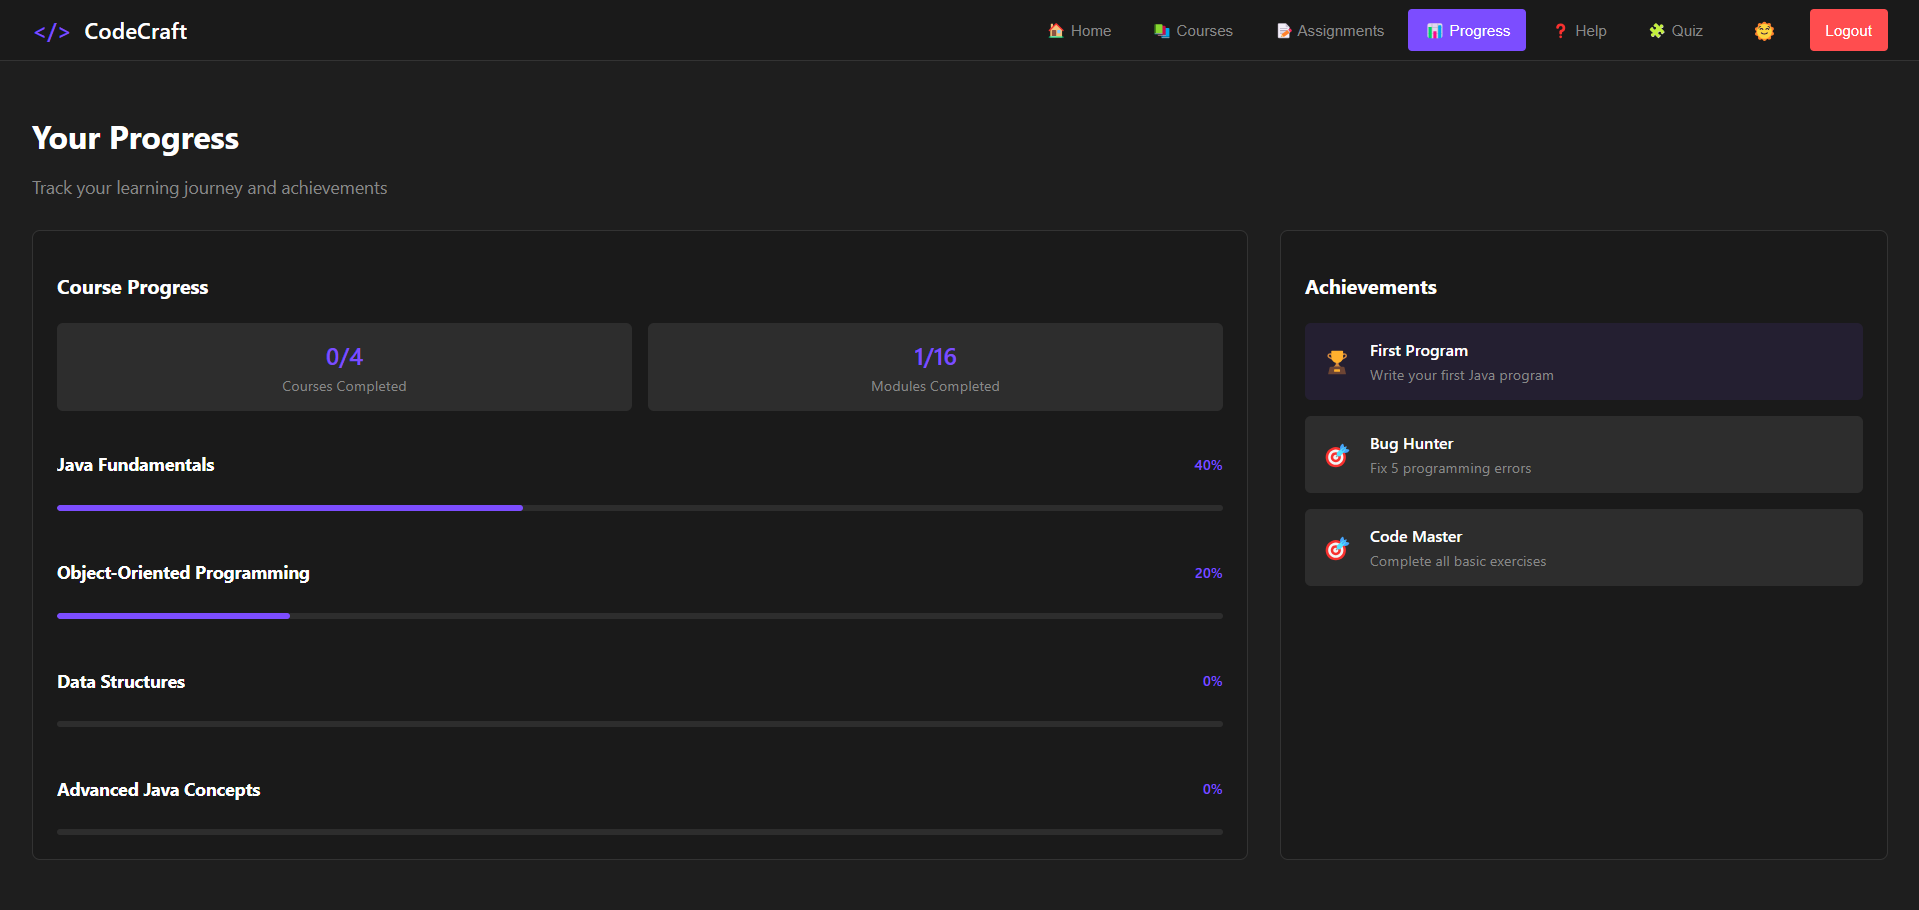 </> CodeCraft
Home
Courses
Assignments
Progress
Help
Quiz
Logout
Your Progress
Track your learning journey and achievements
Course Progress
0/4
Courses Completed
1/16
Modules Completed
Java Fundamentals
40%
Object-Oriented Programming
20%
Data Structures
0%
Advanced Java Concepts
0%
Achievements
First Program
Write your first Java program
Bug Hunter
Fix 5 programming errors
Code Master
Complete all basic exercises